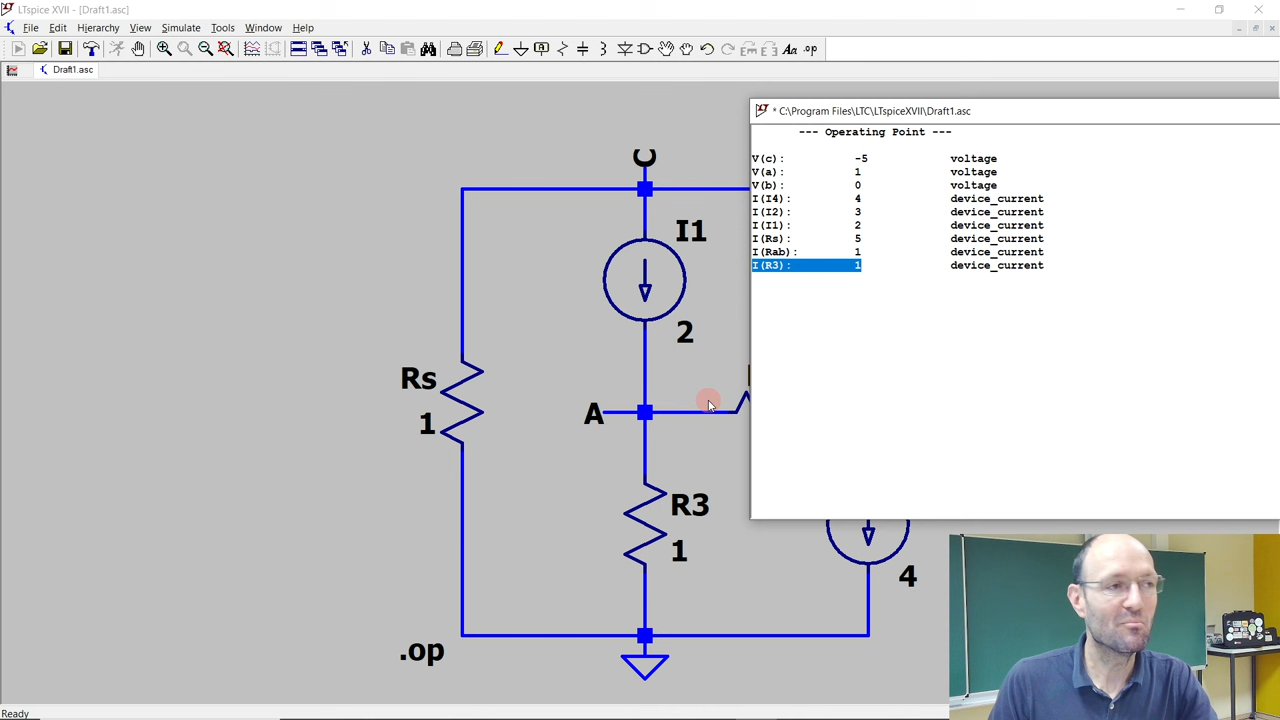 LTspice XVII - [Draft1.asc]
File Edit Hierarchy View Simulate Tools Window Help
Draft1.asc
* C:\Program Files\LTC\LTspiceXVII\Draft1.asc
--- Operating Point ---
V(c): -5 voltage
V(a): 1 voltage
V(b): 0 voltage
I(I4): 4 device_current
I(I2): 3 device_current
I(I1): 2 device_current
I(Rs): 5 device_current
I(Rab): 1 device_current
I(R3): 1 device_current
C
I1
2
Rs
1
A
R3
1
4
.op
Ready